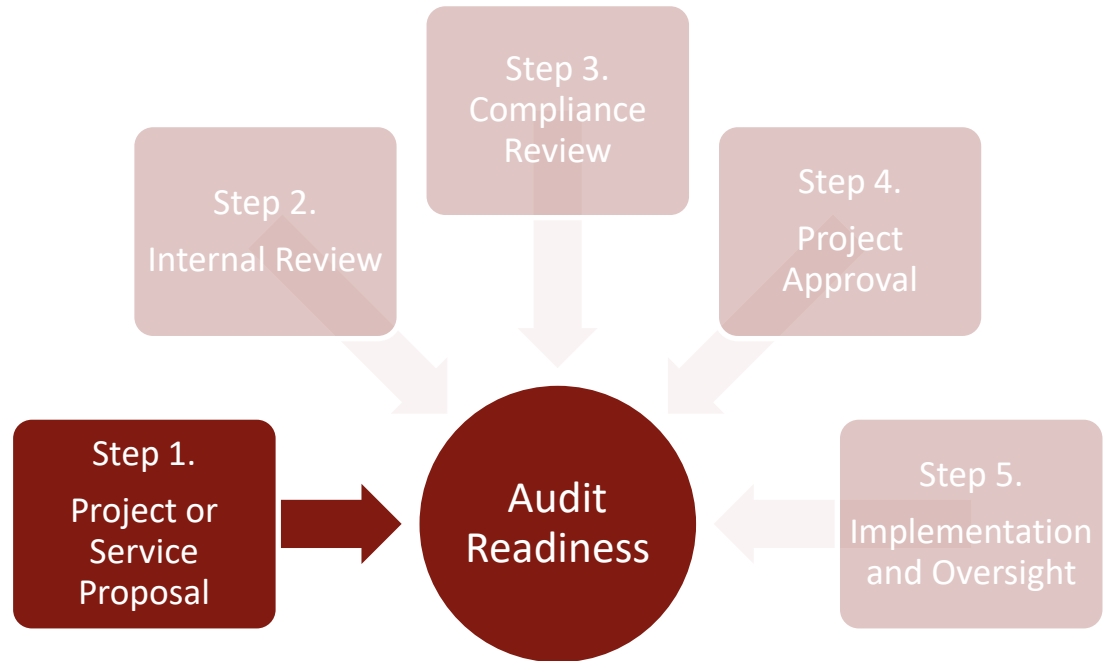 Step 1.
Project or
Service
Proposal
Step 2.
Internal Review
Step 3.
Compliance
Review
Step 4.
Project
Approval
Step 5.
Implementation
and Oversight
Audit
Readiness